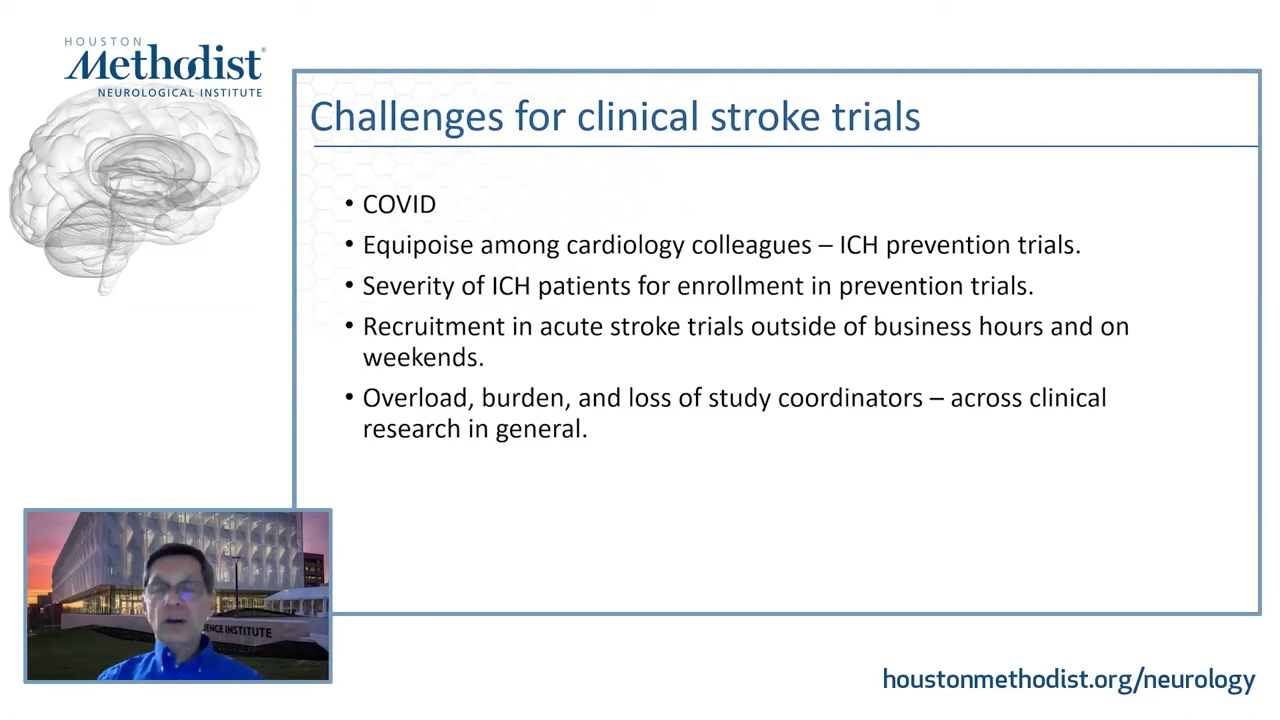 HOUSTON
Methodist®
NEUROLOGICAL INSTITUTE
Challenges for clinical stroke trials
• COVID
• Equipoise among cardiology colleagues – ICH prevention trials.
• Severity of ICH patients for enrollment in prevention trials.
• Recruitment in acute stroke trials outside of business hours and on
weekends.
• Overload, burden, and loss of study coordinators – across clinical
research in general.
INSTITUTE
houstonmethodist.org/neurology